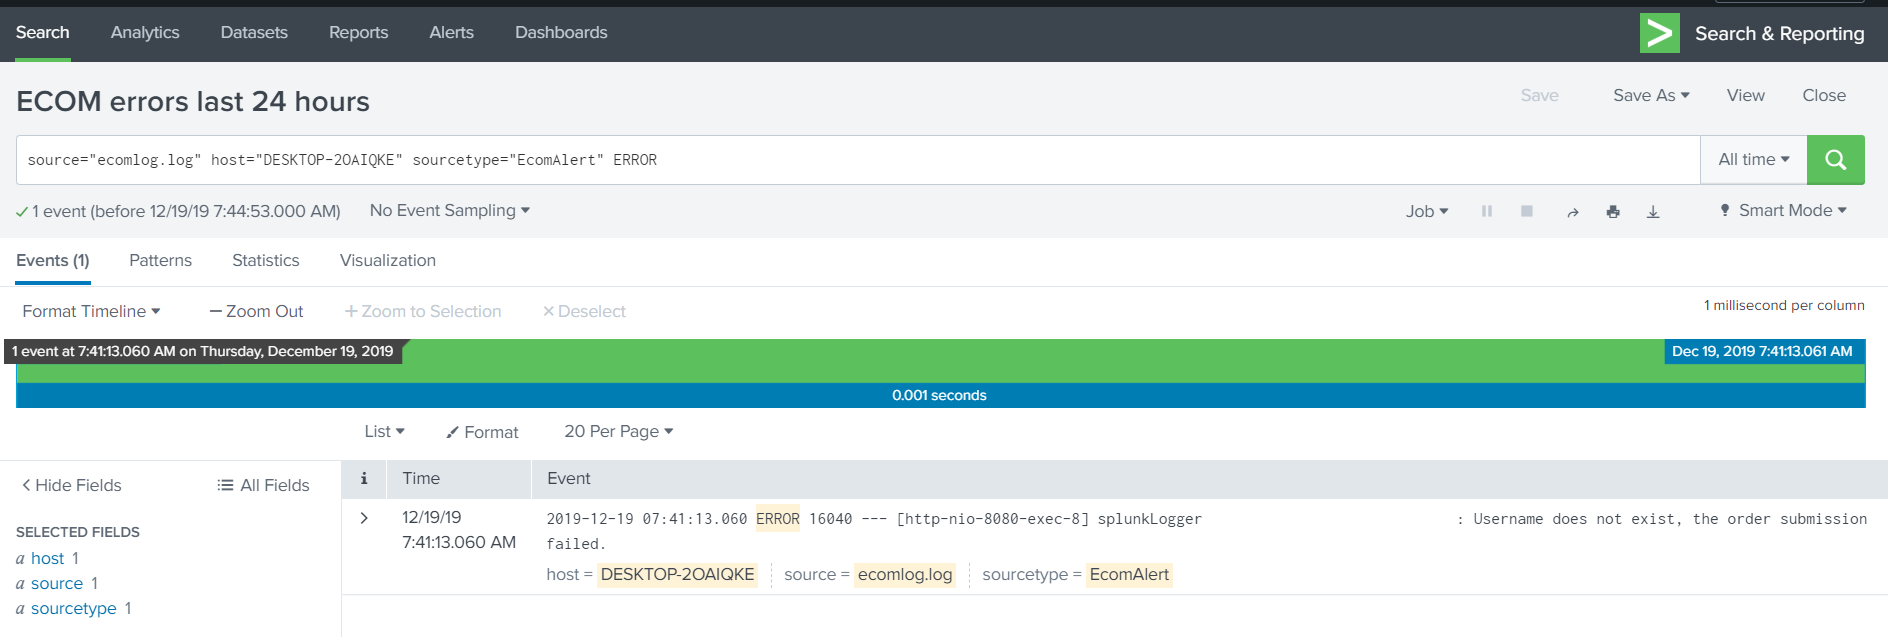 Search Analytics Datasets Reports Alerts Dashboards Search & Reporting
ECOM errors last 24 hours
Save Save As View Close
source="ecomlog.log" host="DESKTOP-2OAIQKE" sourcetype="EcomAlert" ERROR All time
1 event (before 12/19/19 7:44:53.000 AM) No Event Sampling Job Smart Mode
Events (1) Patterns Statistics Visualization
Format Timeline — Zoom Out + Zoom to Selection × Deselect 1 millisecond per column
1 event at 7:41:13.060 AM on Thursday, December 19, 2019 Dec 19, 2019 7:41:13.061 AM
0.001 seconds
List Format 20 Per Page
< Hide Fields All Fields i Time Event
SELECTED FIELDS
a host 1
a source 1
a sourcetype 1
> 12/19/19
7:41:13.060 AM
2019-12-19 07:41:13.060 ERROR 16040 --- [http-nio-8080-exec-8] splunkLogger : Username does not exist, the order submission
failed.
host = DESKTOP-2OAIQKE source = ecomlog.log sourcetype = EcomAlert